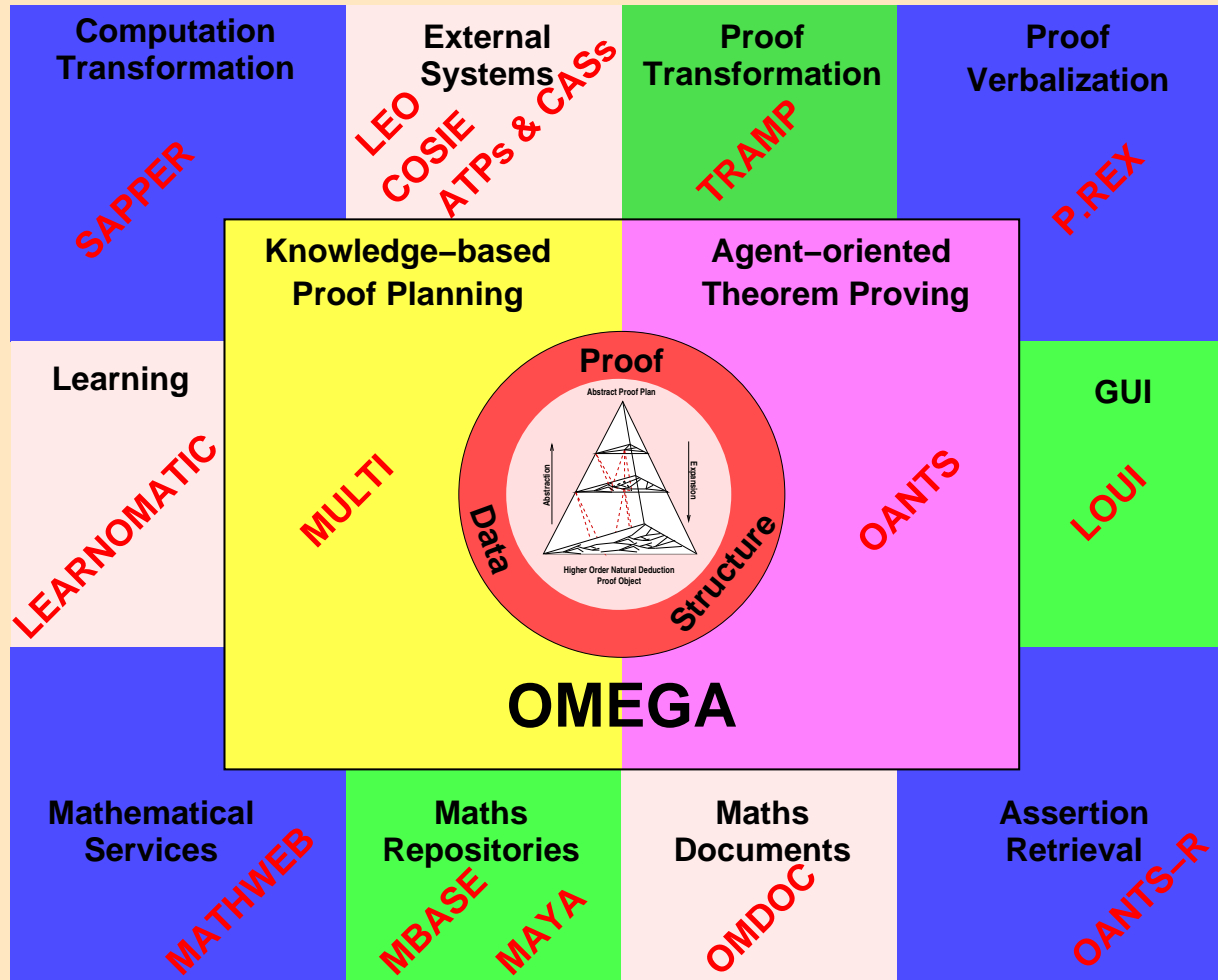 Computation
Transformation
SAPPER
External
Systems
LEO
COSIE
ATPs & CASs
Proof
Transformation
TRAMP
Proof
Verbalization
P.REX
Knowledge–based
Proof Planning
Agent–oriented
Theorem Proving
Learning
LEARNOMATIC
MULTI
Proof
Data
Structure
Abstract Proof Plan
Abstraction
Expansion
Higher Order Natural Deduction
Proof Object
OANTS
GUI
LOUI
OMEGA
Mathematical
Services
MATHWEB
Maths
Repositories
MBASE
MAYA
Maths
Documents
OMDOC
Assertion
Retrieval
OANTS–R